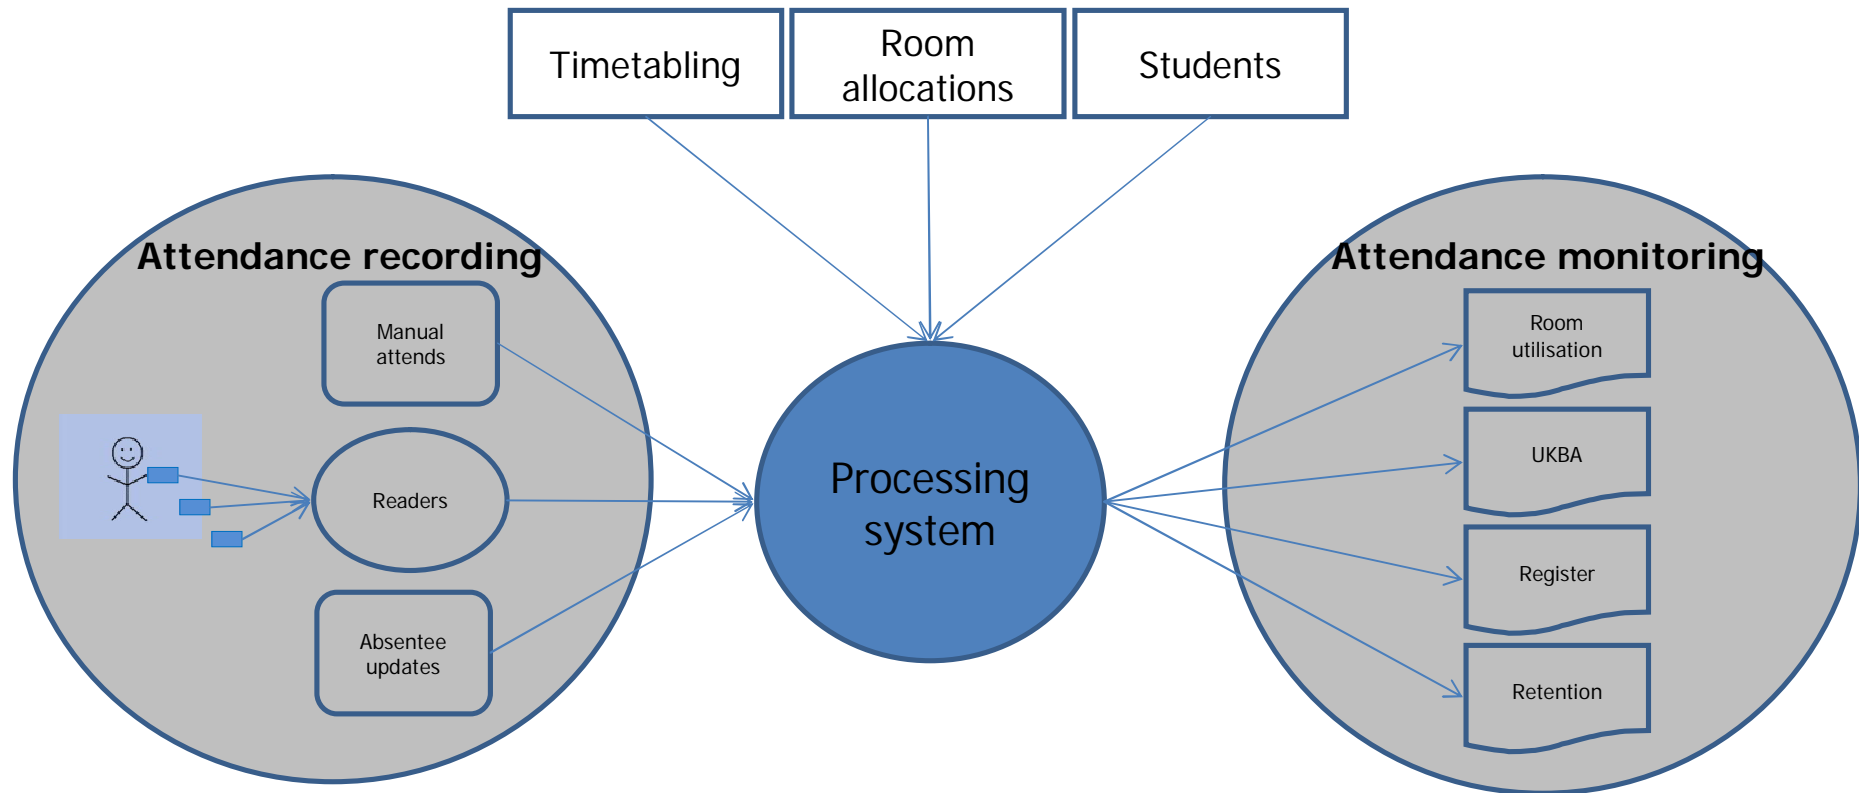 Timetabling
Room
allocations
Students
Attendance recording
Manual
attends
Readers
Absentee
updates
Processing
system
Attendance monitoring
Room
utilisation
UKBA
Register
Retention